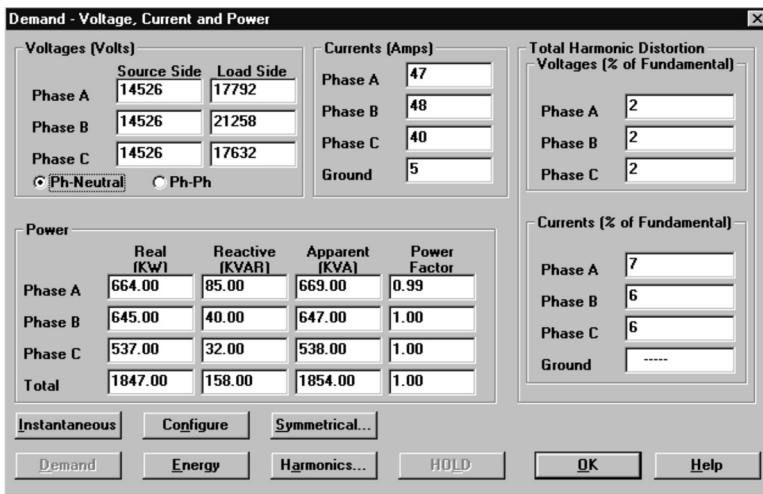 Demand - Voltage, Current and Power
Voltages (Volts)
Source Side Load Side
Phase A 14526 17792
Phase B 14526 21258
Phase C 14526 17632
Ph-Neutral Ph-Ph
Currents (Amps)
Phase A 47
Phase B 48
Phase C 40
Ground 5
Total Harmonic Distortion
Voltages (% of Fundamental)
Phase A 2
Phase B 2
Phase C 2
Currents (% of Fundamental)
Phase A 7
Phase B 6
Phase C 6
Ground -----
Power
Real Reactive Apparent Power
(KW) (KVAR) (KVA) Factor
Phase A 664.00 85.00 669.00 0.99
Phase B 645.00 40.00 647.00 1.00
Phase C 537.00 32.00 538.00 1.00
Total 1847.00 158.00 1854.00 1.00
Instantaneous Configure Symmetrical...
Demand Energy Harmonics... HOLD OK Help